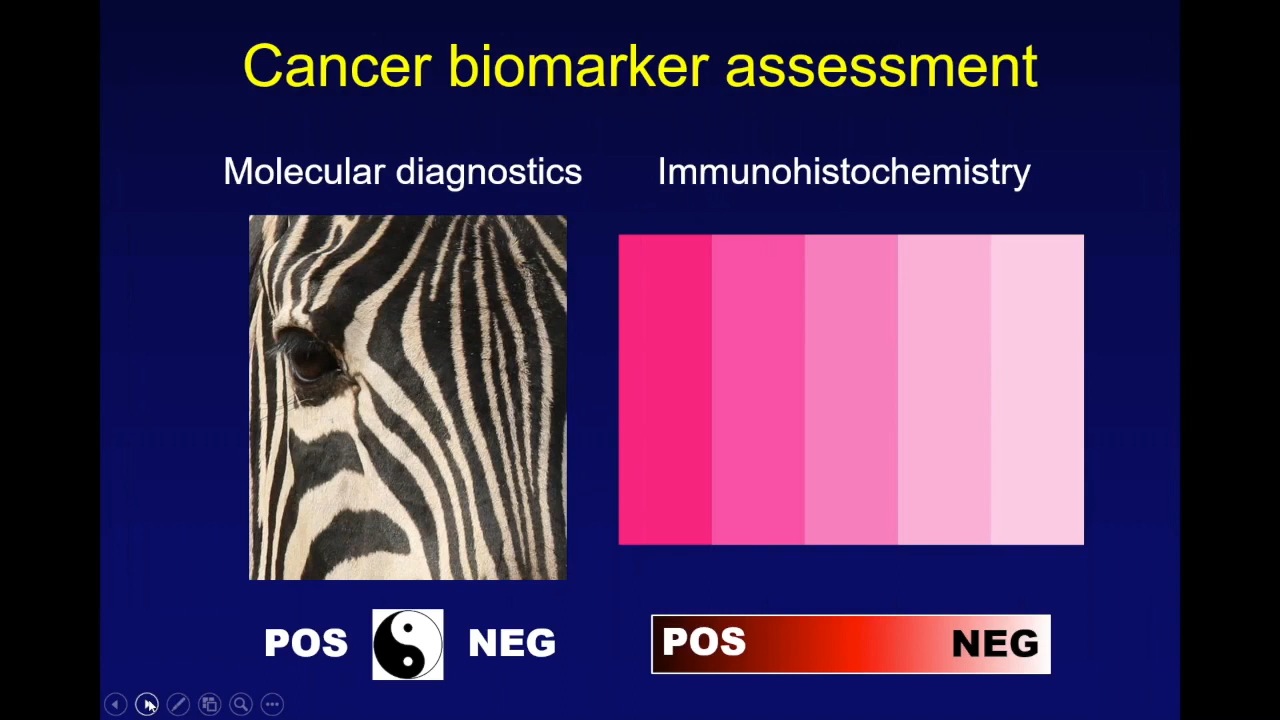 Cancer biomarker assessment
Molecular diagnostics
Immunohistochemistry
POS NEG
POS NEG